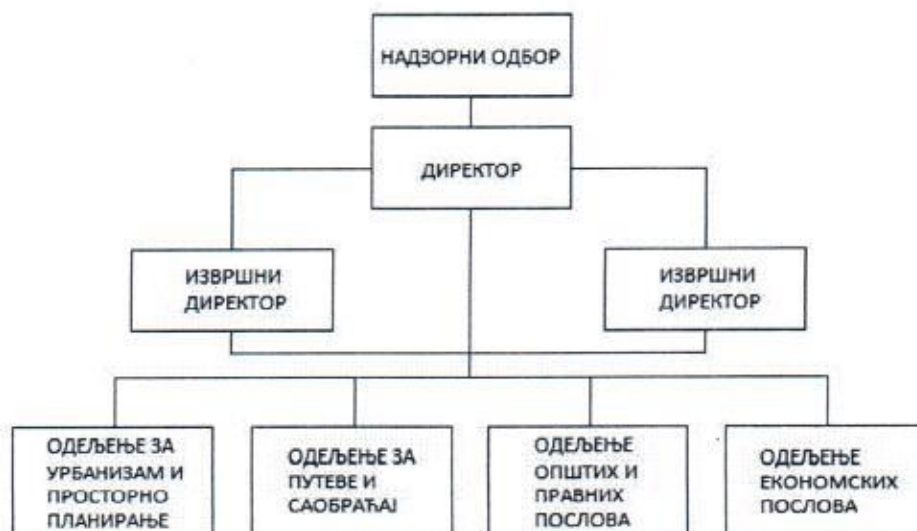 НАДЗОРНИ ОДБОР
ДИРЕКТОР
ИЗВРШНИ
ДИРЕКТОР
ИЗВРШНИ
ДИРЕКТОР
ОДЕЉЕЊЕ ЗА
УРБАНИЗАМ И
ПРОСТОРНО
ПЛАНИРАЊЕ
ОДЕЉЕЊЕ ЗА
ПУТЕВЕ И
САОБРАЋАЈ
ОДЕЉЕЊЕ
ОПШТИХ И
ПРАВНИХ
ПОСЛОВА
ОДЕЉЕЊЕ
ЕКОНОМСКИХ
ПОСЛОВА